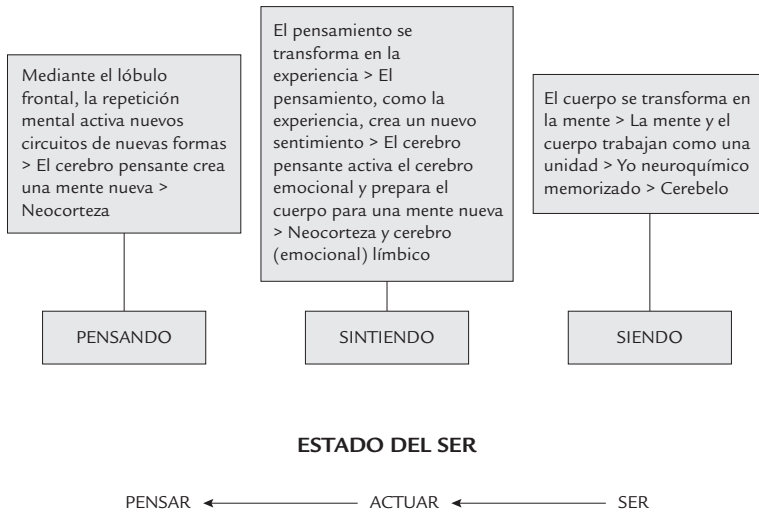 Mediante el lóbulo
frontal, la repetición
mental activa nuevos
circuitos de nuevas formas
> El cerebro pensante crea
una mente nueva >
Neocorteza
El pensamiento se
transforma en la
experiencia > El
pensamiento, como la
experiencia, crea un nuevo
sentimiento > El cerebro
pensante activa el cerebro
emocional y prepara el
cuerpo para una mente nueva
> Neocorteza y cerebro
(emocional) límbico
El cuerpo se transforma en
la mente > La mente y el
cuerpo trabajan como una
unidad > Yo neuroquímico
memorizado > Cerebelo
PENSANDO
SINTIENDO
SIENDO
ESTADO DEL SER
PENSAR ACTUAR SER